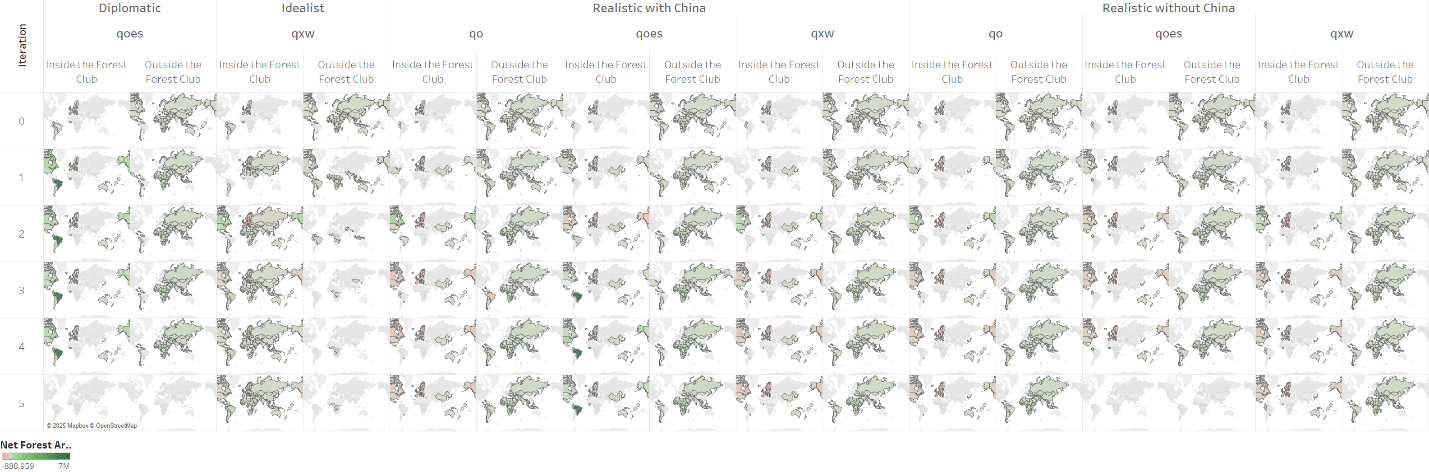 Diplomatic Idealist Realistic with China Realistic without China
Iteration
qoes qxw qo qoes qxw qo qoes qxw
Inside the Forest Club Outside the Forest Club Inside the Forest Club Outside the Forest Club Inside the Forest Club Outside the Forest Club Inside the Forest Club Outside the Forest Club Inside the Forest Club Outside the Forest Club Inside the Forest Club Outside the Forest Club Inside the Forest Club Outside the Forest Club Inside the Forest Club Outside the Forest Club
0
1
2
3
4
5
© 2025 Mapbox © OpenStreetMap
Net Forest Ar..
-888,959 7M